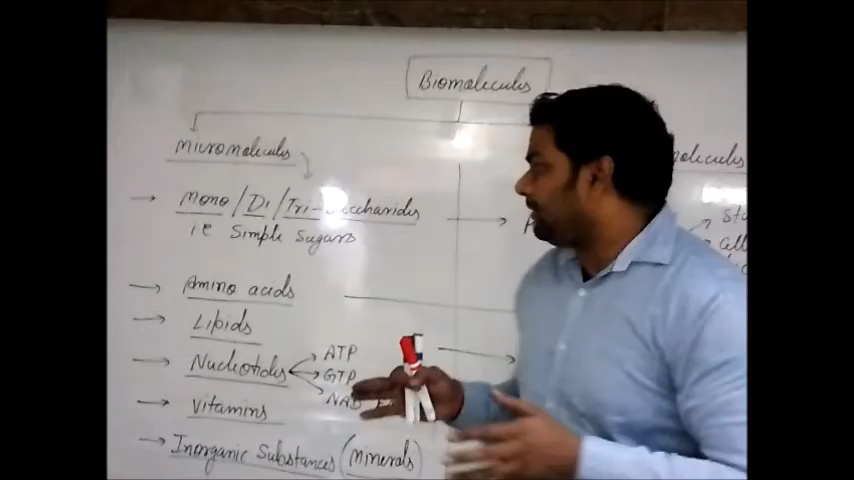 Biomolecules
Micromolecules
Mono/Di/Tri-Saccharides
ie Simple Sugars
Amino acids
Lipids
Nucleotides
ATP
GTP
NAD
Vitamins
Inorganic Substances (Minerals)